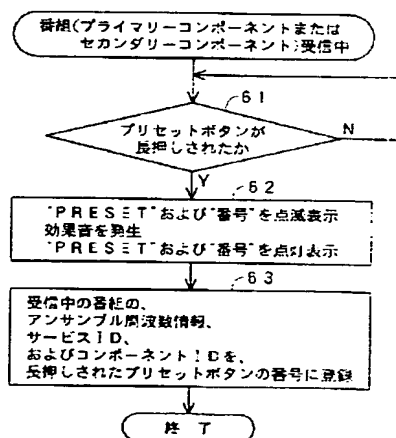 番組(プライマリーコンポーネントまたは
セカンダリーコンポーネント)受信中
61
プリセットボタンが
長押しされたか
N
Y
62
"PRESET"および"番号"を点滅表示
効果音を発生
"PRESET"および"番号"を点灯表示
63
受信中の番組の、
アンサンブル周波数情報、
サービスID、
およびコンポーネントIDを、
長押しされたプリセットボタンの番号に登録
終了